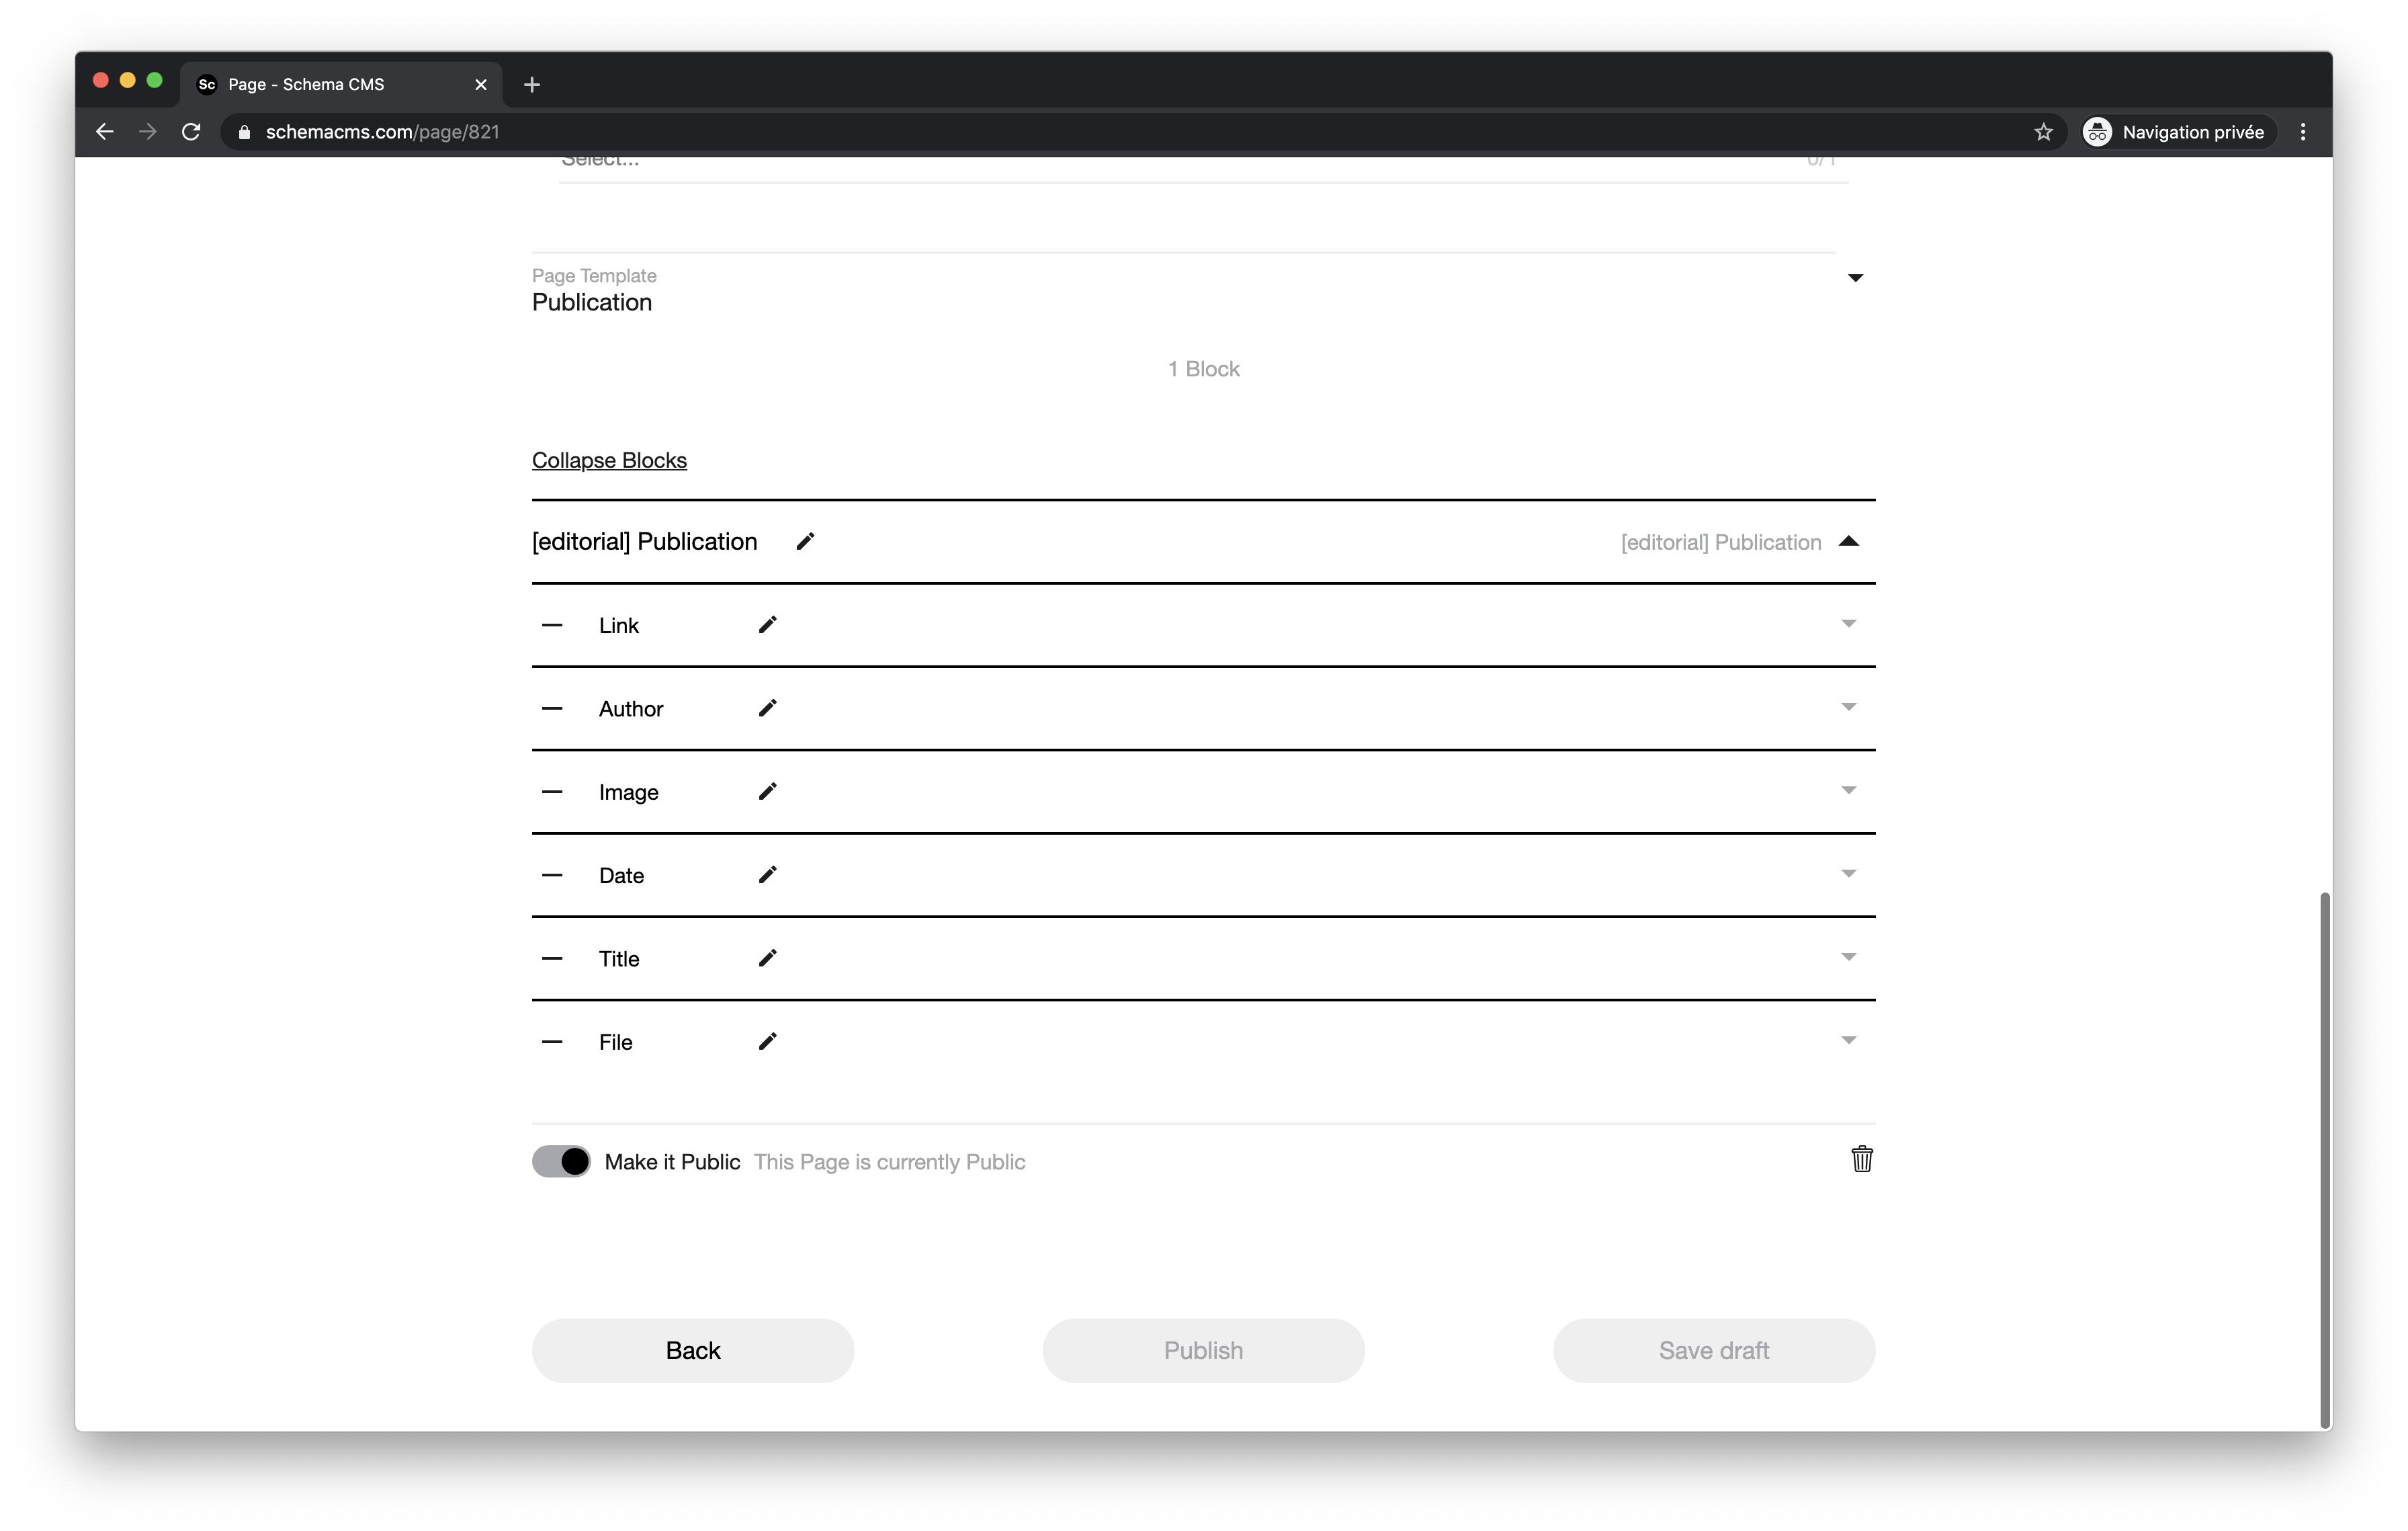 Sc Page - Schema CMS
schemacms.com/page/821
Navigation privée
Select... 0/1
Page Template
Publication
1 Block
Collapse Blocks
[editorial] Publication [editorial] Publication
Link
Author
Image
Date
Title
File
Make it Public This Page is currently Public
Back Publish Save draft